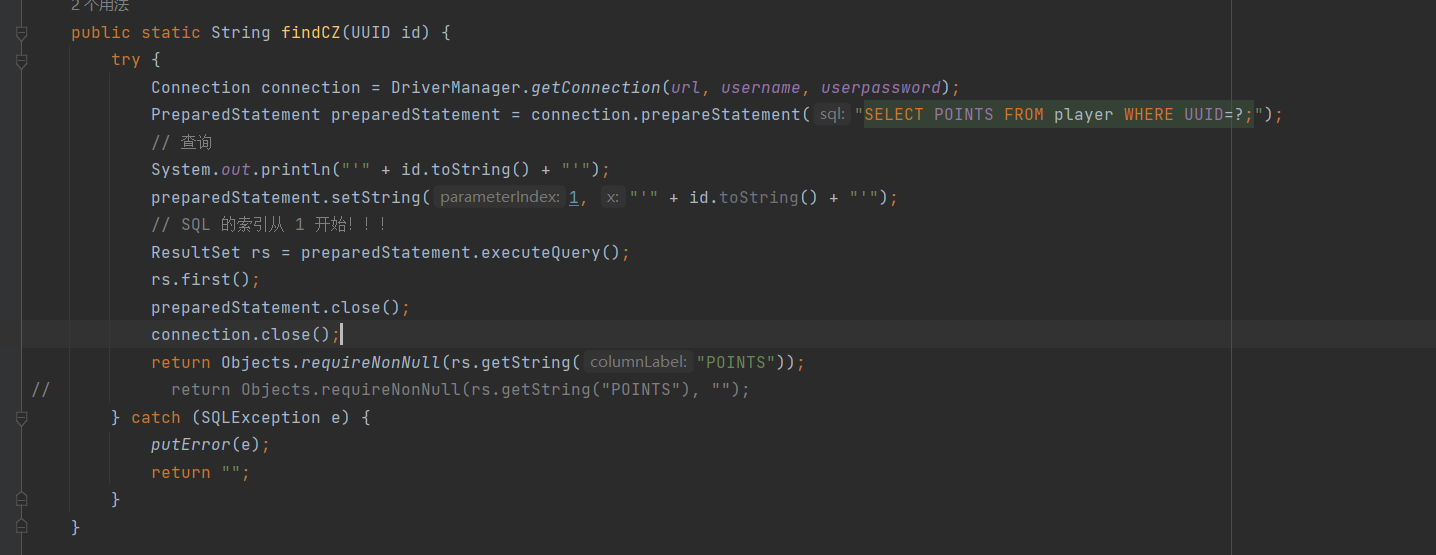 2 个用法
public static String findCZ(UUID id) {
try {
Connection connection = DriverManager.getConnection(url, username, userpassword);
PreparedStatement preparedStatement = connection.prepareStatement( sql: "SELECT POINTS FROM player WHERE UUID=?;");
// 查询
System.out.println("'" + id.toString() + "'");
preparedStatement.setString( parameterIndex: 1, x: "'" + id.toString() + "'");
// SQL 的索引从 1 开始!!!
ResultSet rs = preparedStatement.executeQuery();
rs.first();
preparedStatement.close();
connection.close();
return Objects.requireNonNull(rs.getString( columnLabel: "POINTS"));
// return Objects.requireNonNull(rs.getString("POINTS"), "");
} catch (SQLException e) {
putError(e);
return "";
}
}